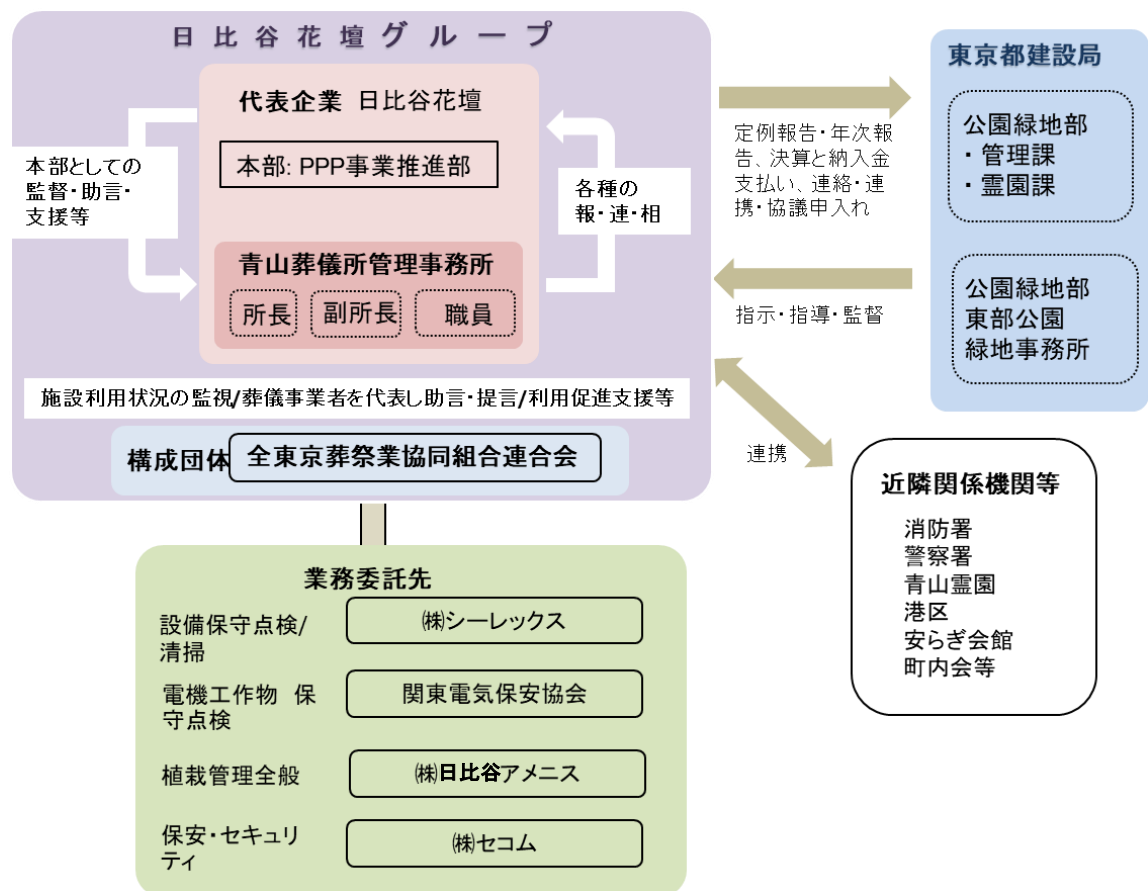 日比谷花壇グループ
代表企業 日比谷花壇
本部: PPP事業推進部
本部としての
監督・助言・
支援等
各種の
報・連・相
青山葬儀所管理事務所
所長
副所長
職員
施設利用状況の監視/葬儀事業者を代表し助言・提言/利用促進支援等
構成団体
全東京葬祭業協同組合連合会
定例報告・年次報
告、決算と納入金
支払い、連絡・連
携・協議申入れ
指示・指導・監督
連携
東京都建設局
公園緑地部
・管理課
・霊園課
公園緑地部
東部公園
緑地事務所
近隣関係機関等
消防署
警察署
青山霊園
港区
安らぎ会館
町内会等
業務委託先
設備保守点検/
清掃
㈱シーレックス
電機工作物 保
守点検
関東電気保安協会
植栽管理全般
㈱日比谷アメニス
保安・セキュリ
ティ
㈱セコム